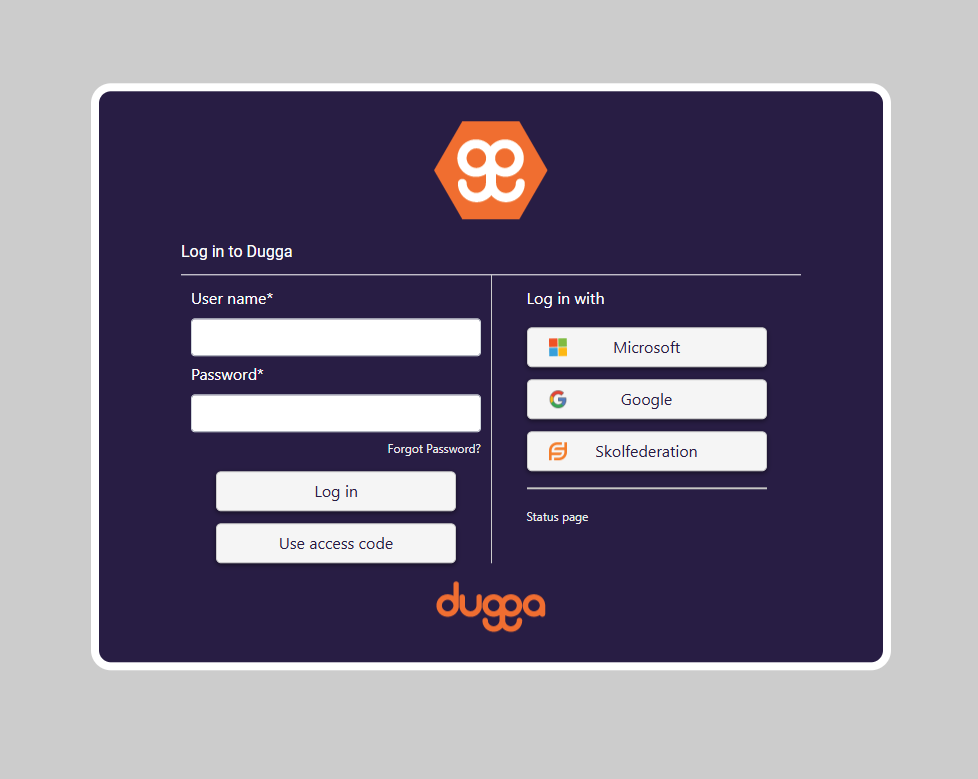 Log in to Dugga
User name*
Password*
Forgot Password?
Log in
Use access code
Log in with
Microsoft
Google
Skolfederation
Status page
dugga